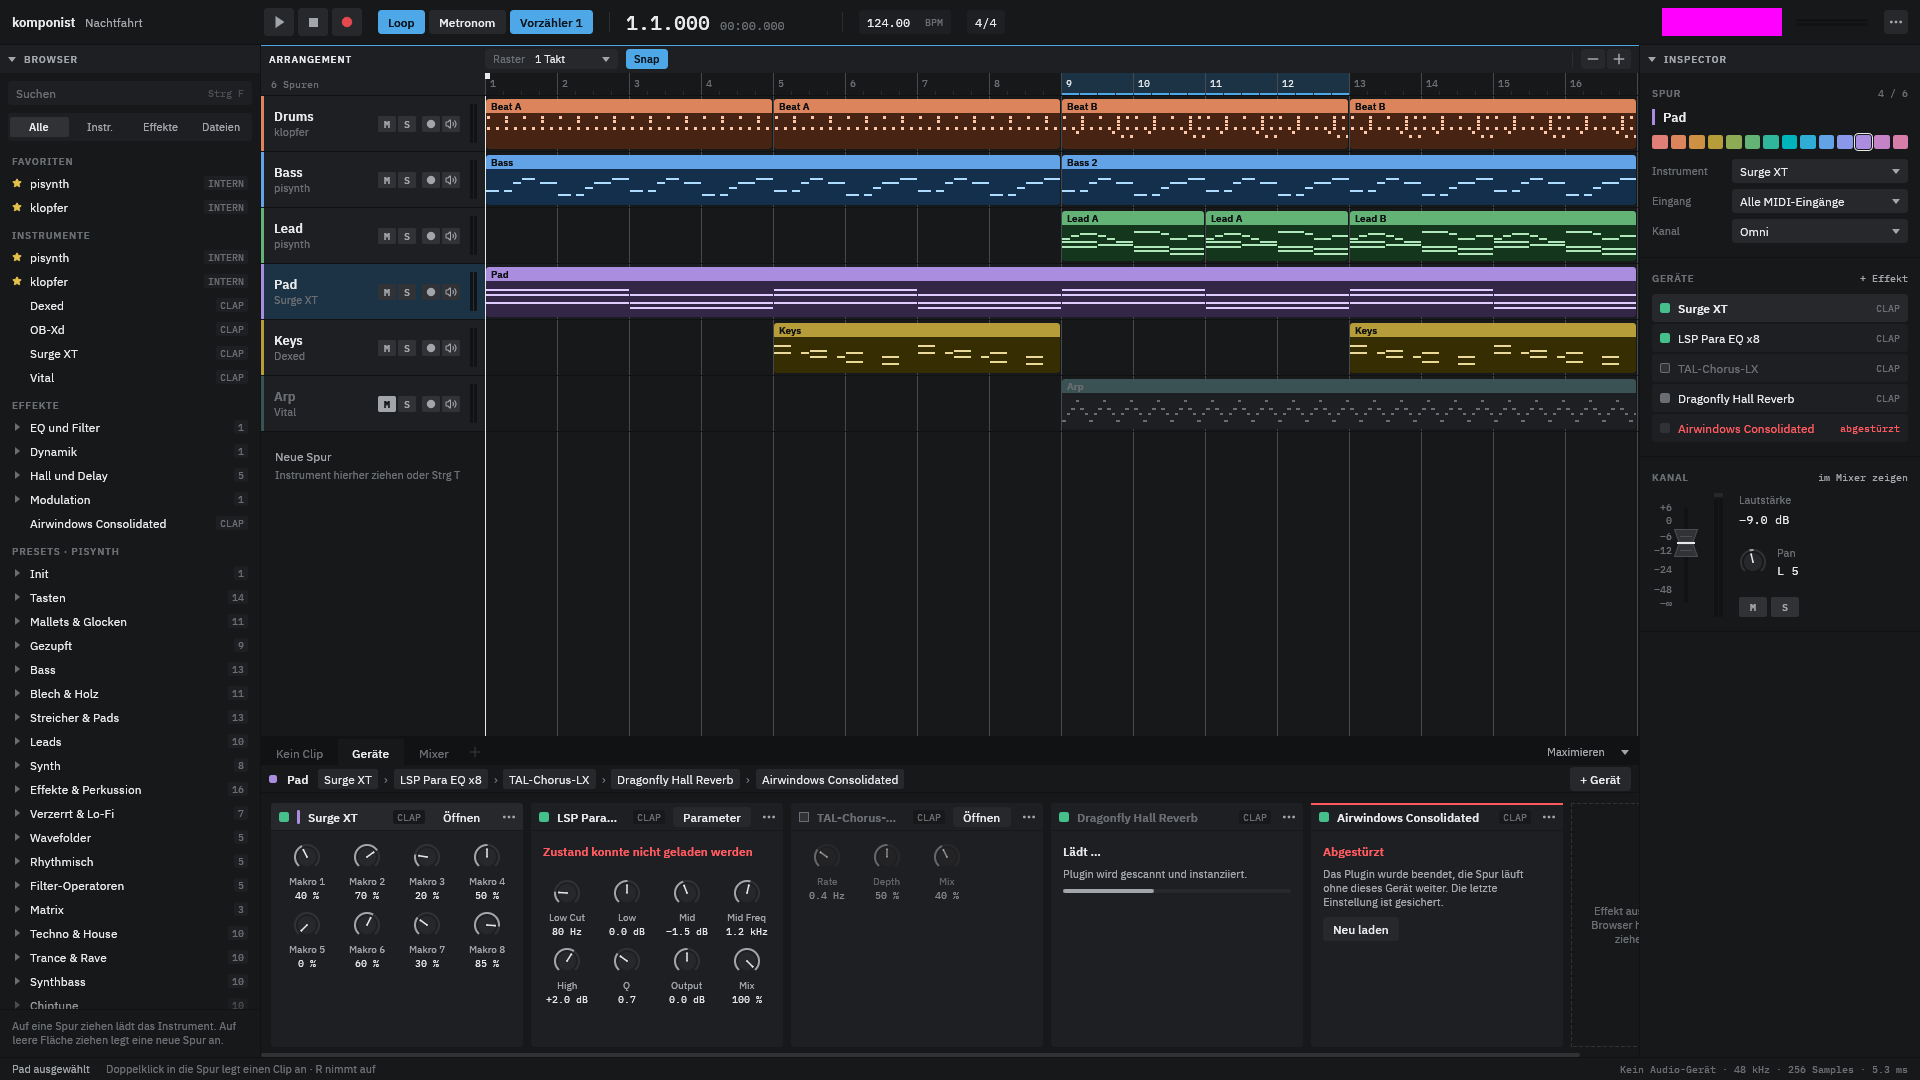 komponist Nachtfahrt
Loop Metronom Vorzähler 1
1.1.000 00:00.000
124.00 BPM 4/4
BROWSER
Suchen Strg F
Alle Instr. Effekte Dateien
FAVORITEN
pisynth INTERN
klopfer INTERN
INSTRUMENTE
pisynth INTERN
klopfer INTERN
Dexed CLAP
OB-Xd CLAP
Surge XT CLAP
Vital CLAP
EFFEKTE
EQ und Filter 1
Dynamik 1
Hall und Delay 5
Modulation 1
Airwindows Consolidated CLAP
PRESETS · PISYNTH
Init 1
Tasten 14
Mallets & Glocken 11
Gezupft 9
Bass 13
Blech & Holz 11
Streicher & Pads 13
Leads 10
Synth 8
Effekte & Perkussion 16
Verzerrt & Lo-Fi 7
Wavefolder 5
Rhythmisch 5
Filter-Operatoren 5
Matrix 3
Techno & House 10
Trance & Rave 10
Synthbass 10
Chiptune 10
Auf eine Spur ziehen lädt das Instrument. Auf
leere Fläche ziehen legt eine neue Spur an.
ARRANGEMENT
Raster 1 Takt Snap
6 Spuren
1 2 3 4 5 6 7 8 9 10 11 12 13 14 15 16
Drums
klopfer
M S
Beat A Beat A Beat B Beat B
Bass
pisynth
M S
Bass Bass 2
Lead
pisynth
M S
Lead A Lead A Lead B
Pad
Surge XT
M S
Pad
Keys
Dexed
M S
Keys Keys
Arp
Vital
M S
Arp
Neue Spur
Instrument hierher ziehen oder Strg T
Kein Clip Geräte Mixer +
Maximieren
Pad Surge XT › LSP Para EQ x8 › TAL-Chorus-LX › Dragonfly Hall Reverb › Airwindows Consolidated
+ Gerät
Surge XT CLAP Öffnen
Makro 1 Makro 2 Makro 3 Makro 4
40 % 70 % 20 % 50 %
Makro 5 Makro 6 Makro 7 Makro 8
0 % 60 % 30 % 85 %
LSP Para... CLAP Parameter
Zustand konnte nicht geladen werden
Low Cut Low Mid Mid Freq
80 Hz 0.0 dB −1.5 dB 1.2 kHz
High Q Output Mix
+2.0 dB 0.7 0.0 dB 100 %
TAL-Chorus-... CLAP Öffnen
Rate Depth Mix
0.4 Hz 50 % 40 %
Dragonfly Hall Reverb CLAP
Lädt ...
Plugin wird gescannt und instanziiert.
Airwindows Consolidated CLAP
Abgestürzt
Das Plugin wurde beendet, die Spur läuft
ohne dieses Gerät weiter. Die letzte
Einstellung ist gesichert.
Neu laden
Effekt au
Browser h
ziehe
INSPECTOR
SPUR 4 / 6
Pad
Instrument Surge XT
Eingang Alle MIDI-Eingänge
Kanal Omni
GERÄTE + Effekt
Surge XT CLAP
LSP Para EQ x8 CLAP
TAL-Chorus-LX CLAP
Dragonfly Hall Reverb CLAP
Airwindows Consolidated abgestürzt
KANAL im Mixer zeigen
+6
0
−6
−12
−24
−48
−∞
Lautstärke
−9.0 dB
Pan
L 5
M S
Pad ausgewählt Doppelklick in die Spur legt einen Clip an · R nimmt auf
Kein Audio-Gerät · 48 kHz · 256 Samples · 5.3 ms